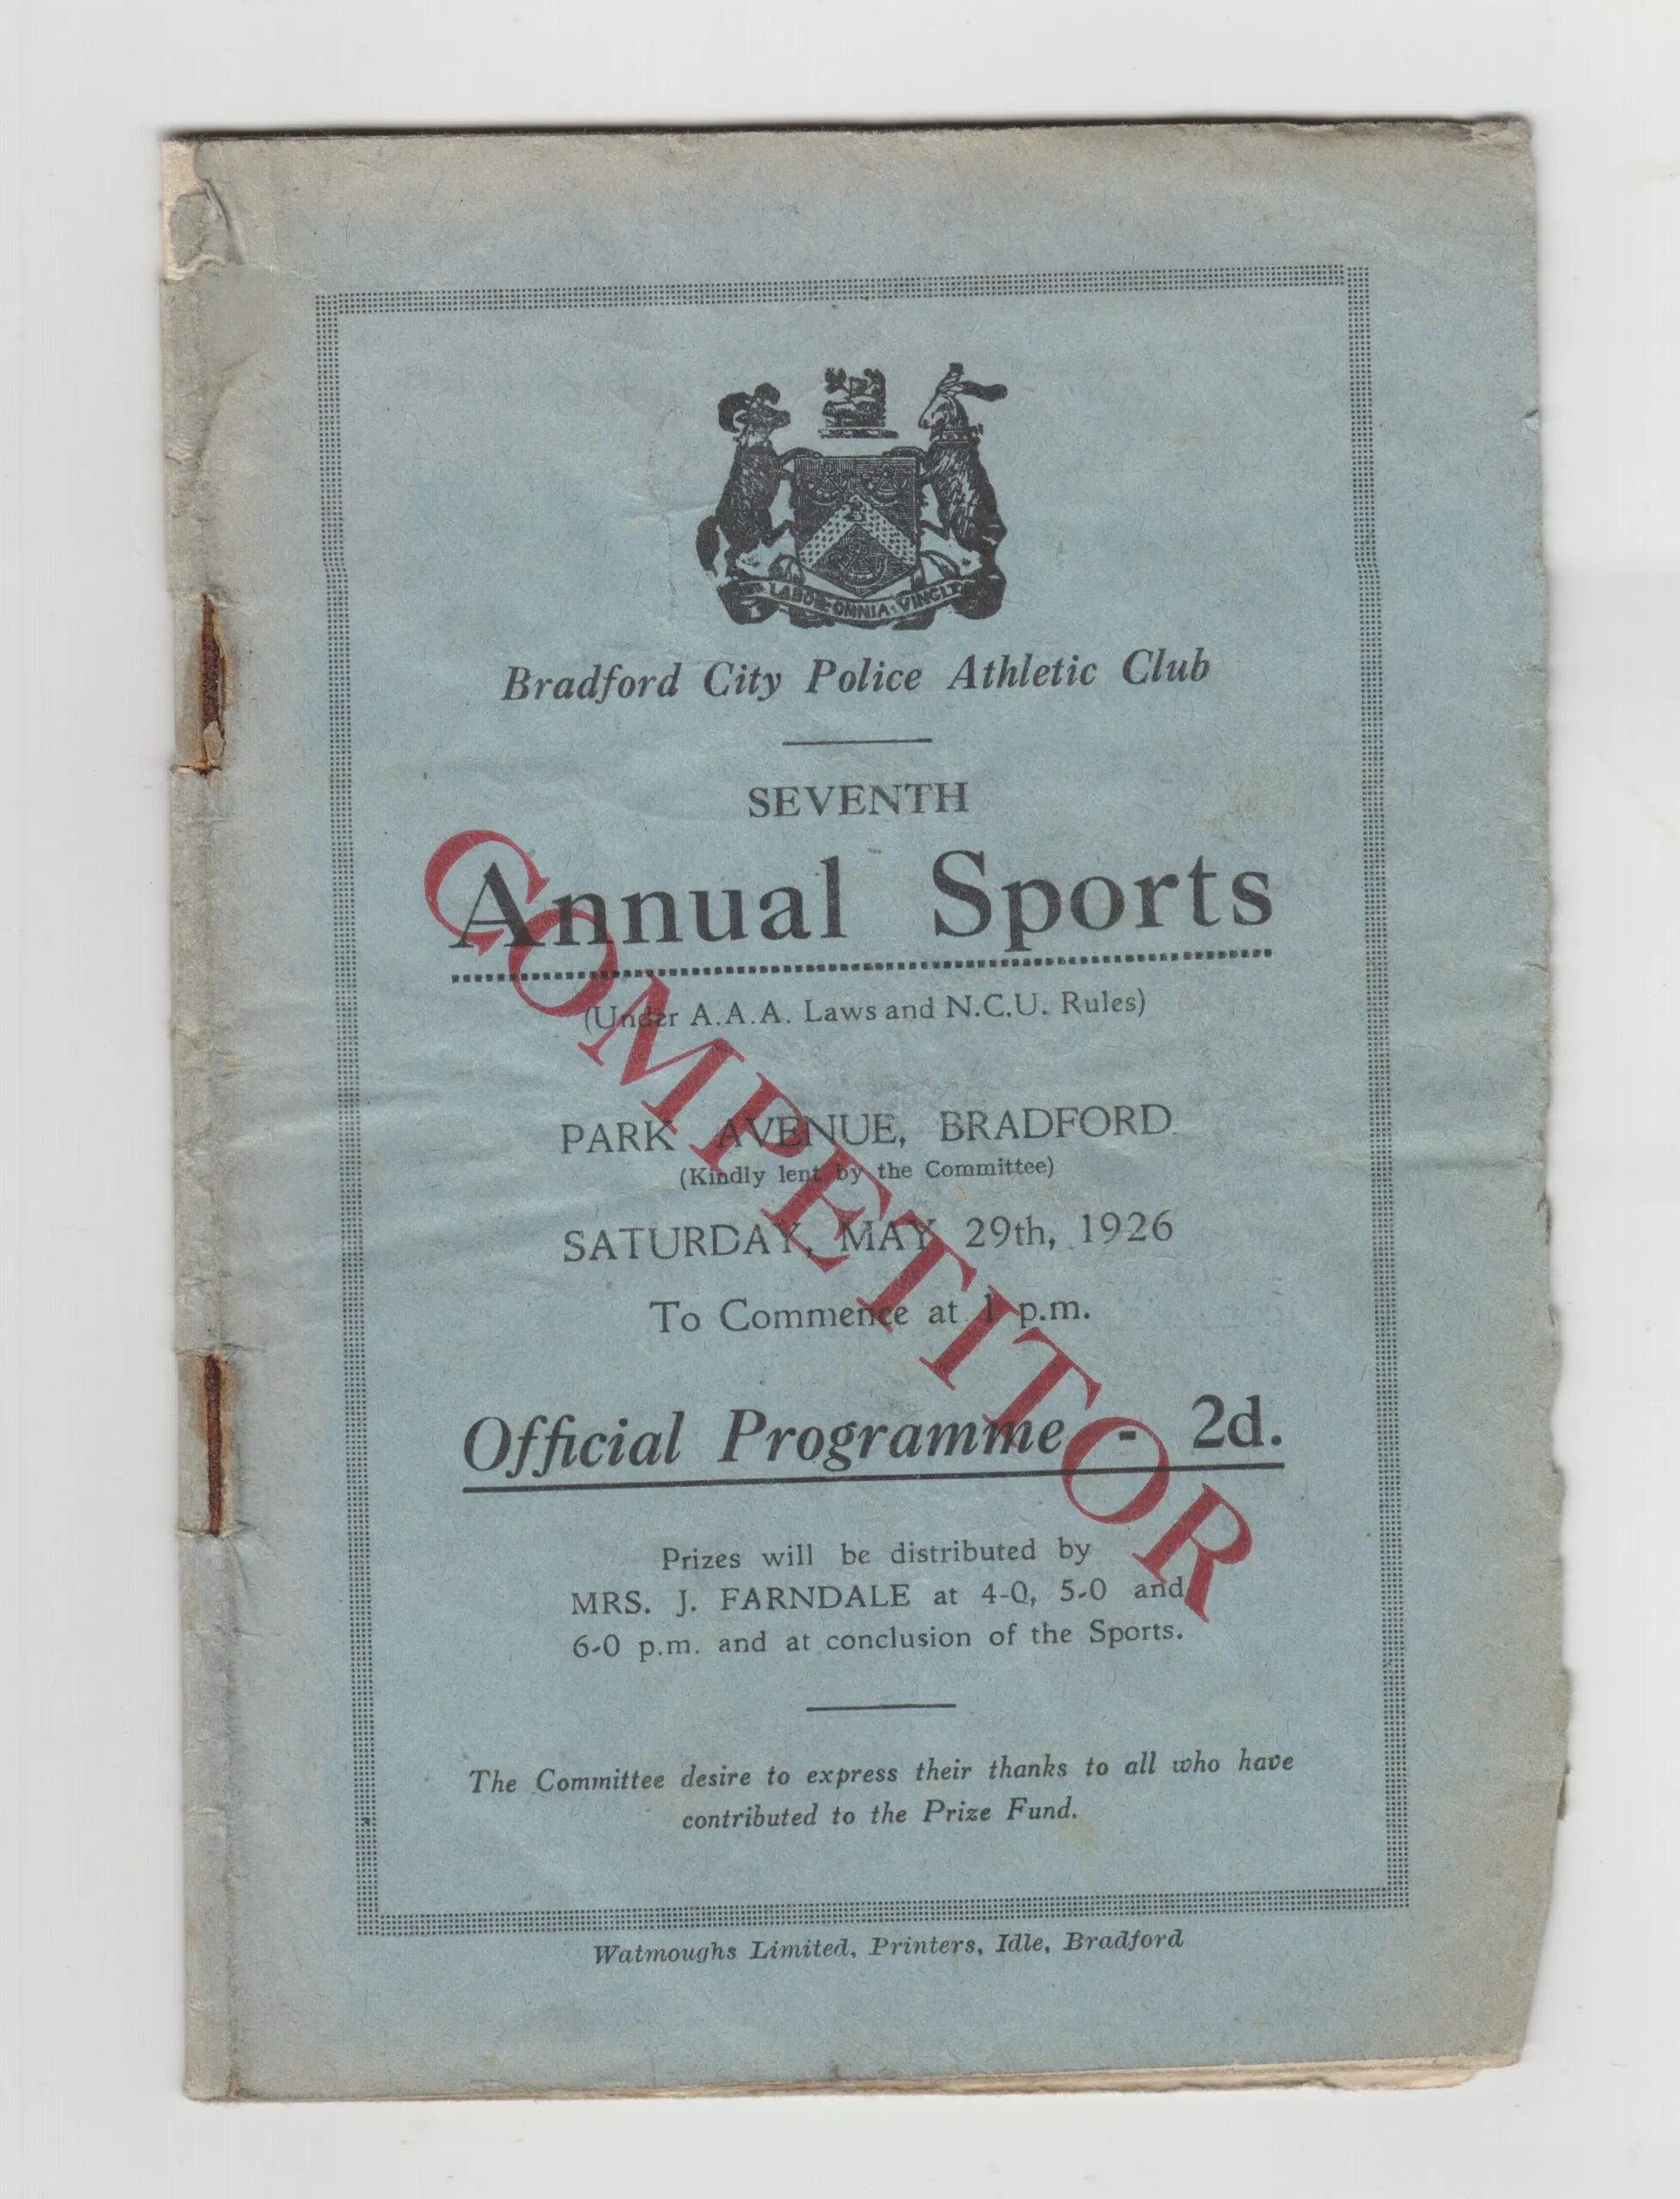 LABOR OMNIA VINCIT
Bradford City Police Athletic Club
SEVENTH
Annual Sports
(Under A.A.A. Laws and N.C.U. Rules)
PARK AVENUE, BRADFORD
(Kindly lent by the Committee)
SATURDAY, MAY 29th, 1926
To Commence at 1 p.m.
Official Programme - 2d.
Prizes will be distributed by
MRS. J. FARNDALE at 4-0, 5-0 and
6-0 p.m. and at conclusion of the Sports.
The Committee desire to express their thanks to all who have
contributed to the Prize Fund.
Watmoughs Limited, Printers, Idle, Bradford
COMPETITOR